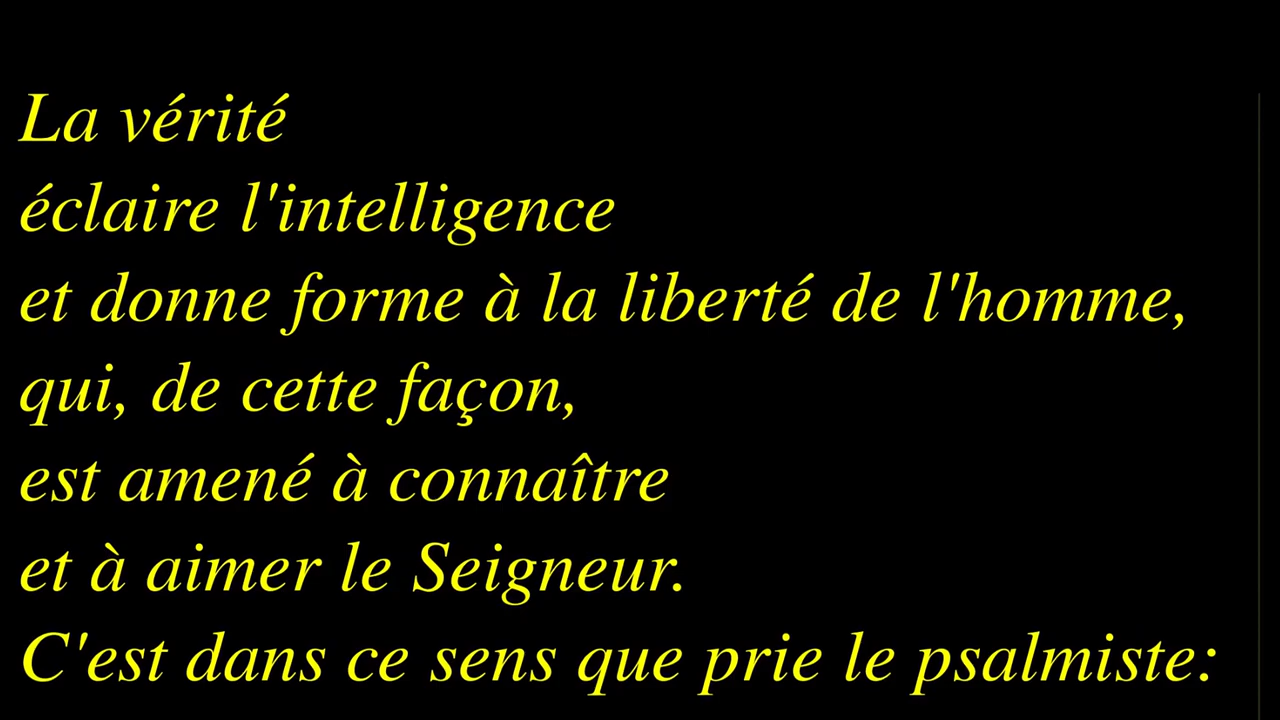 La vérité
éclaire l'intelligence
et donne forme à la liberté de l'homme,
qui, de cette façon,
est amené à connaître
et à aimer le Seigneur.
C'est dans ce sens que prie le psalmiste: